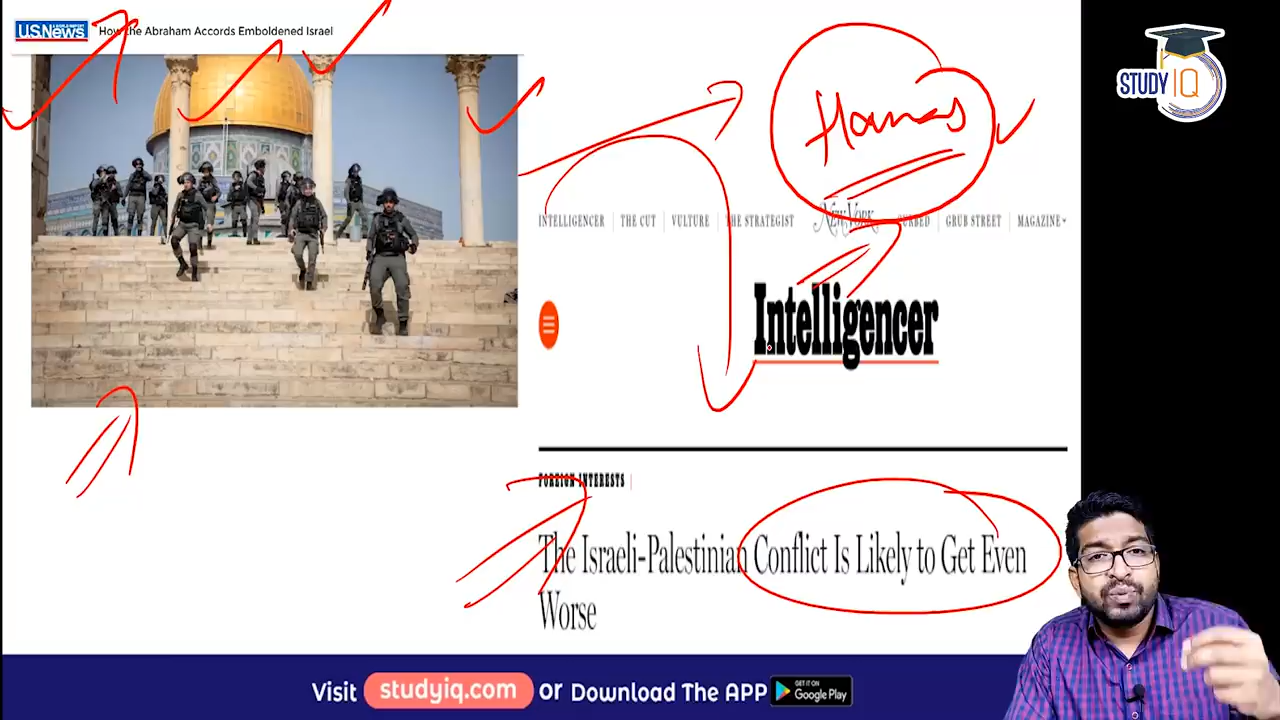 U.S.News
How the Abraham Accords Emboldened Israel
Hamas
STUDY IQ
INTELLIGENCER THE CUT VULTURE THE STRATEGIST NEW YORK CURBED GRUB STREET MAGAZINE
Intelligencer
FOREIGN INTERESTS
The Israeli-Palestinian Conflict Is Likely to Get Even
Worse
Visit studyiq.com or Download The APP GET IT ON Google Play